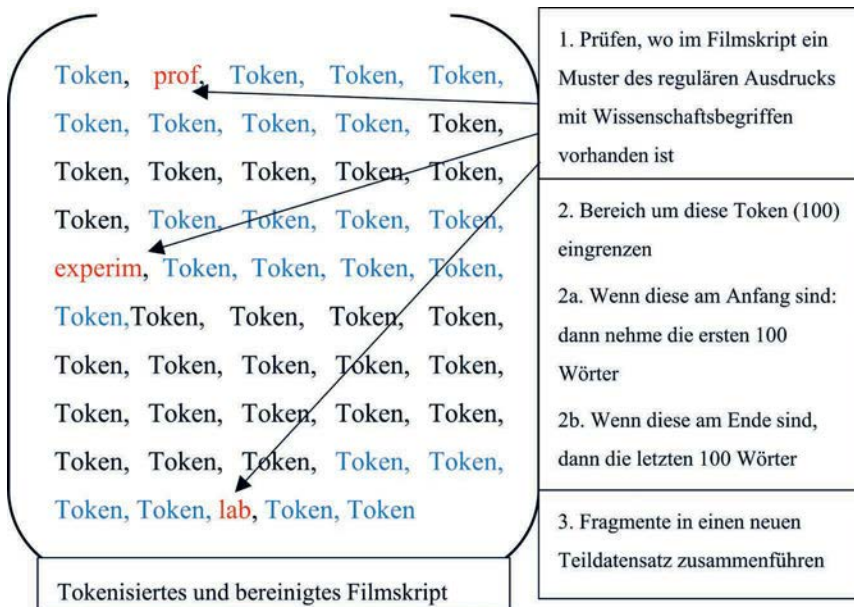 Token, prof, Token, Token, Token,
Token, Token, Token, Token, Token,
Token, Token, Token, Token, Token,
Token, Token, Token, Token, Token,
experim, Token, Token, Token, Token,
Token,Token, Token, Token, Token,
Token, Token, Token, Token, Token,
Token, Token, Token, Token, Token,
Token, Token, Token, Token, Token,
Token, Token, lab, Token, Token
Tokenisiertes und bereinigtes Filmskript
1. Prüfen, wo im Filmskript ein
Muster des regulären Ausdrucks
mit Wissenschaftsbegriffen
vorhanden ist
2. Bereich um diese Token (100)
eingrenzen
2a. Wenn diese am Anfang sind:
dann nehme die ersten 100
Wörter
2b. Wenn diese am Ende sind,
dann die letzten 100 Wörter
3. Fragmente in einen neuen
Teildatensatz zusammenführen